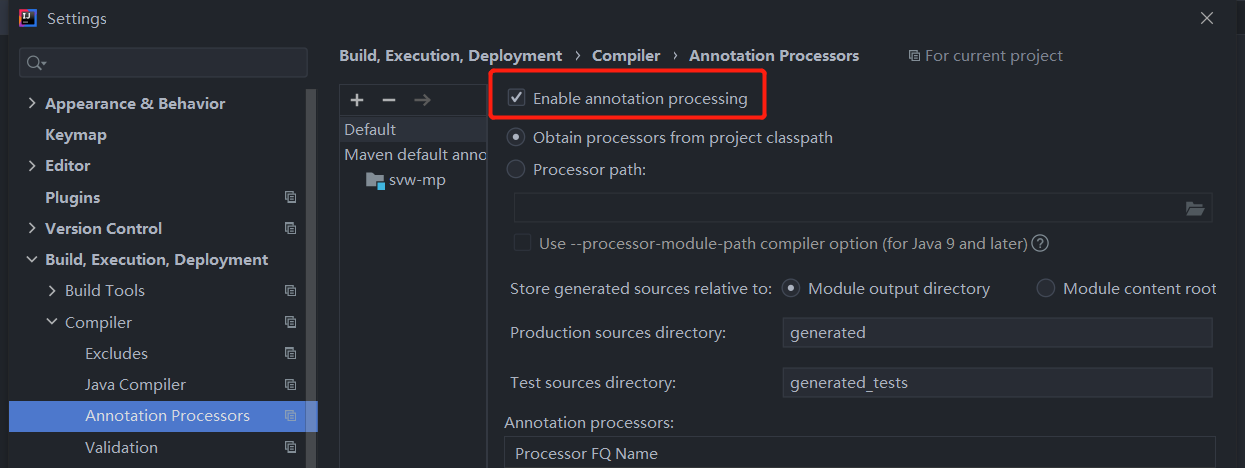 Settings
Appearance & Behavior
Keymap
Editor
Plugins
Version Control
Build, Execution, Deployment
Build Tools
Compiler
Excludes
Java Compiler
Annotation Processors
Validation
Build, Execution, Deployment › Compiler › Annotation Processors
For current project
Default
Maven default anno
svw-mp
Enable annotation processing
Obtain processors from project classpath
Processor path:
Use --processor-module-path compiler option (for Java 9 and later)
Store generated sources relative to: Module output directory Module content root
Production sources directory: generated
Test sources directory: generated_tests
Annotation processors:
Processor FQ Name